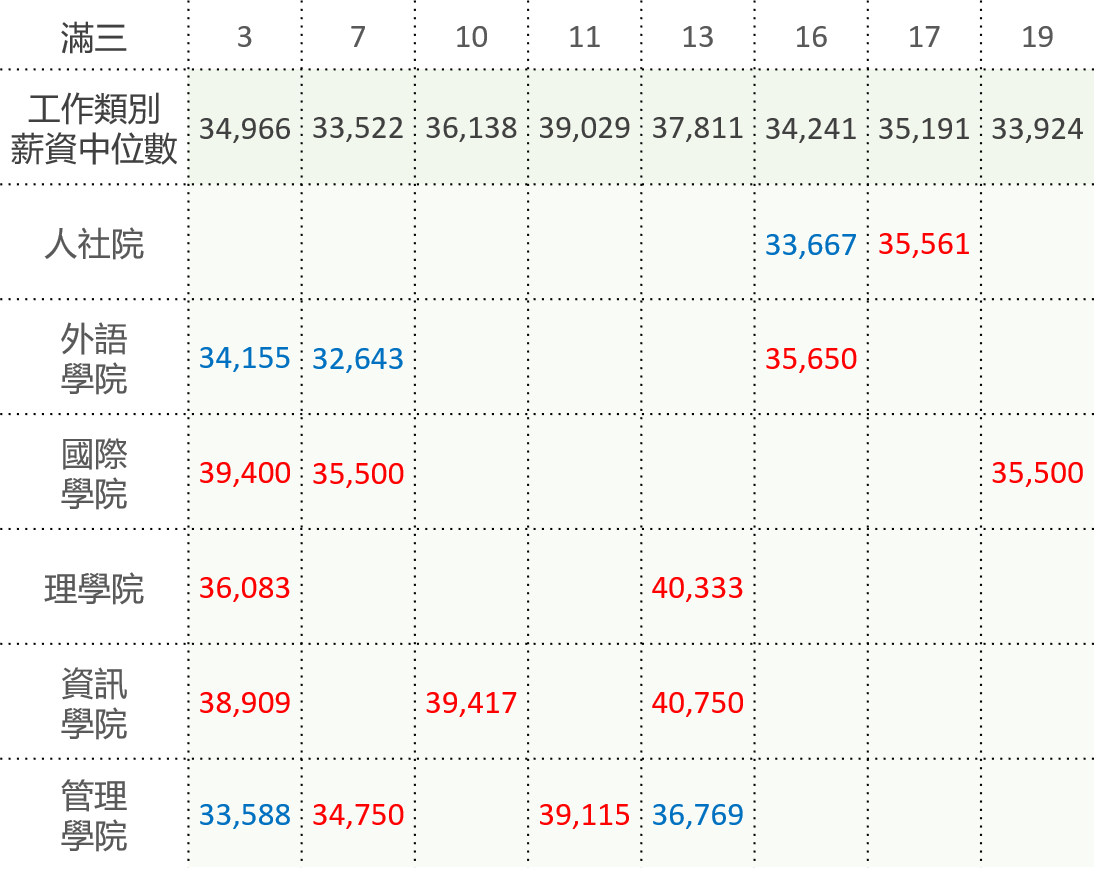 滿三 3 7 10 11 13 16 17 19
工作類別
薪資中位數 34,966 33,522 36,138 39,029 37,811 34,241 35,191 33,924
人社院 33,667 35,561
外語
學院 34,155 32,643 35,650
國際
學院 39,400 35,500 35,500
理學院 36,083 40,333
資訊
學院 38,909 39,417 40,750
管理
學院 33,588 34,750 39,115 36,769